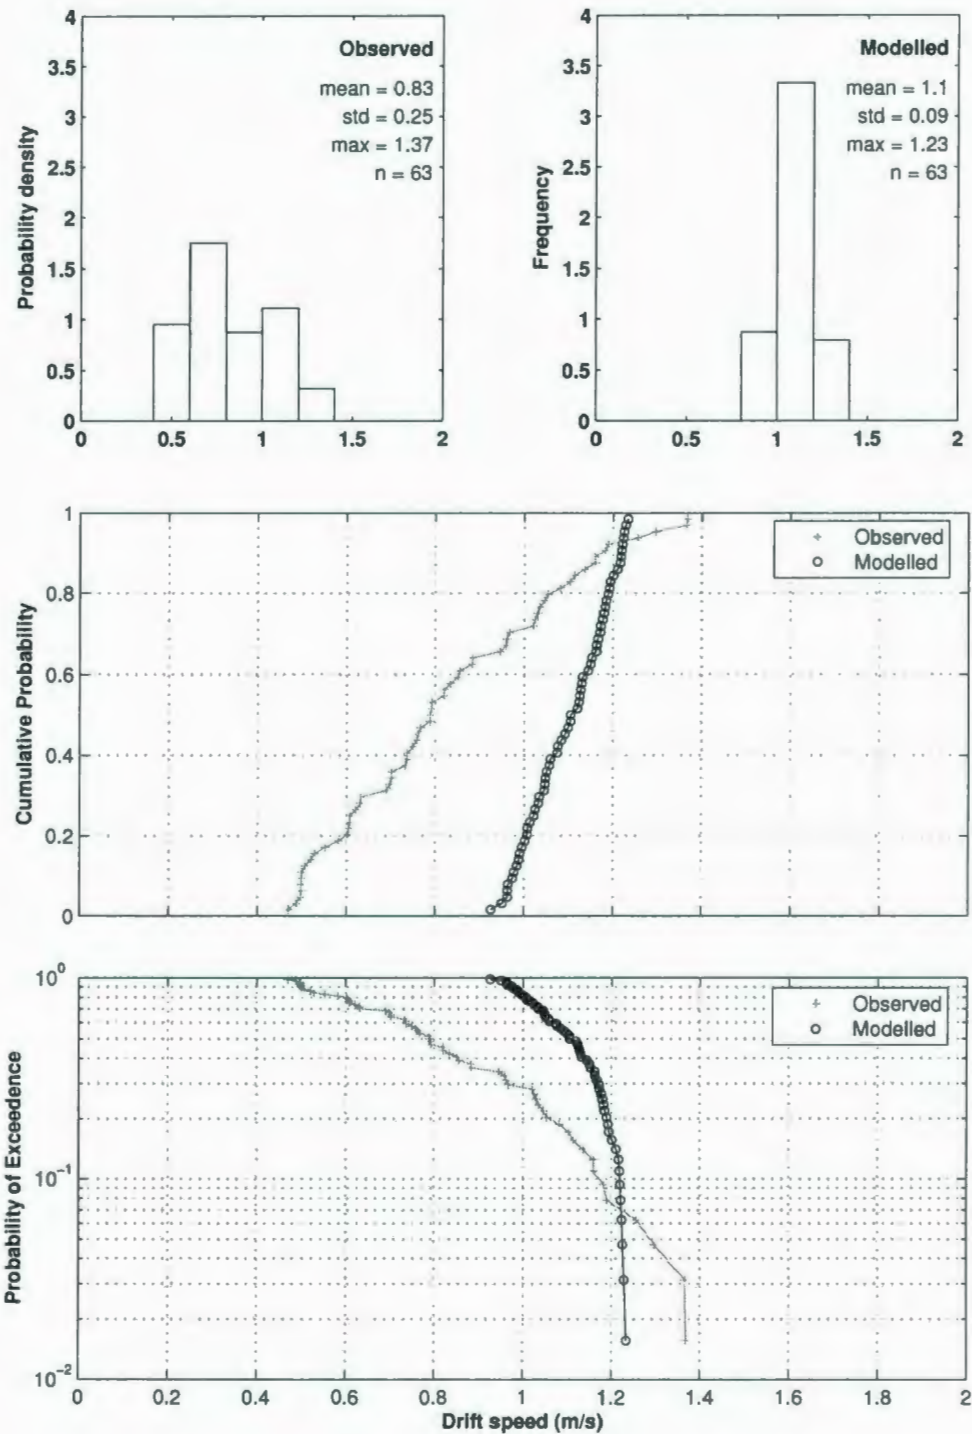 4
3.5
3
2.5
2
1.5
1
0.5
0
0 0.5 1 1.5 2
Probability density
Observed
mean = 0.83
std = 0.25
max = 1.37
n = 63
4
3.5
3
2.5
2
1.5
1
0.5
0
0 0.5 1 1.5 2
Frequency
Modelled
mean = 1.1
std = 0.09
max = 1.23
n = 63
1
0.8
0.6
0.4
0.2
0
Cumulative Probability
Observed
Modelled
10^0
10^-1
10^-2
Probability of Exceedence
Observed
Modelled
0 0.2 0.4 0.6 0.8 1 1.2 1.4 1.6 1.8 2
Drift speed (m/s)